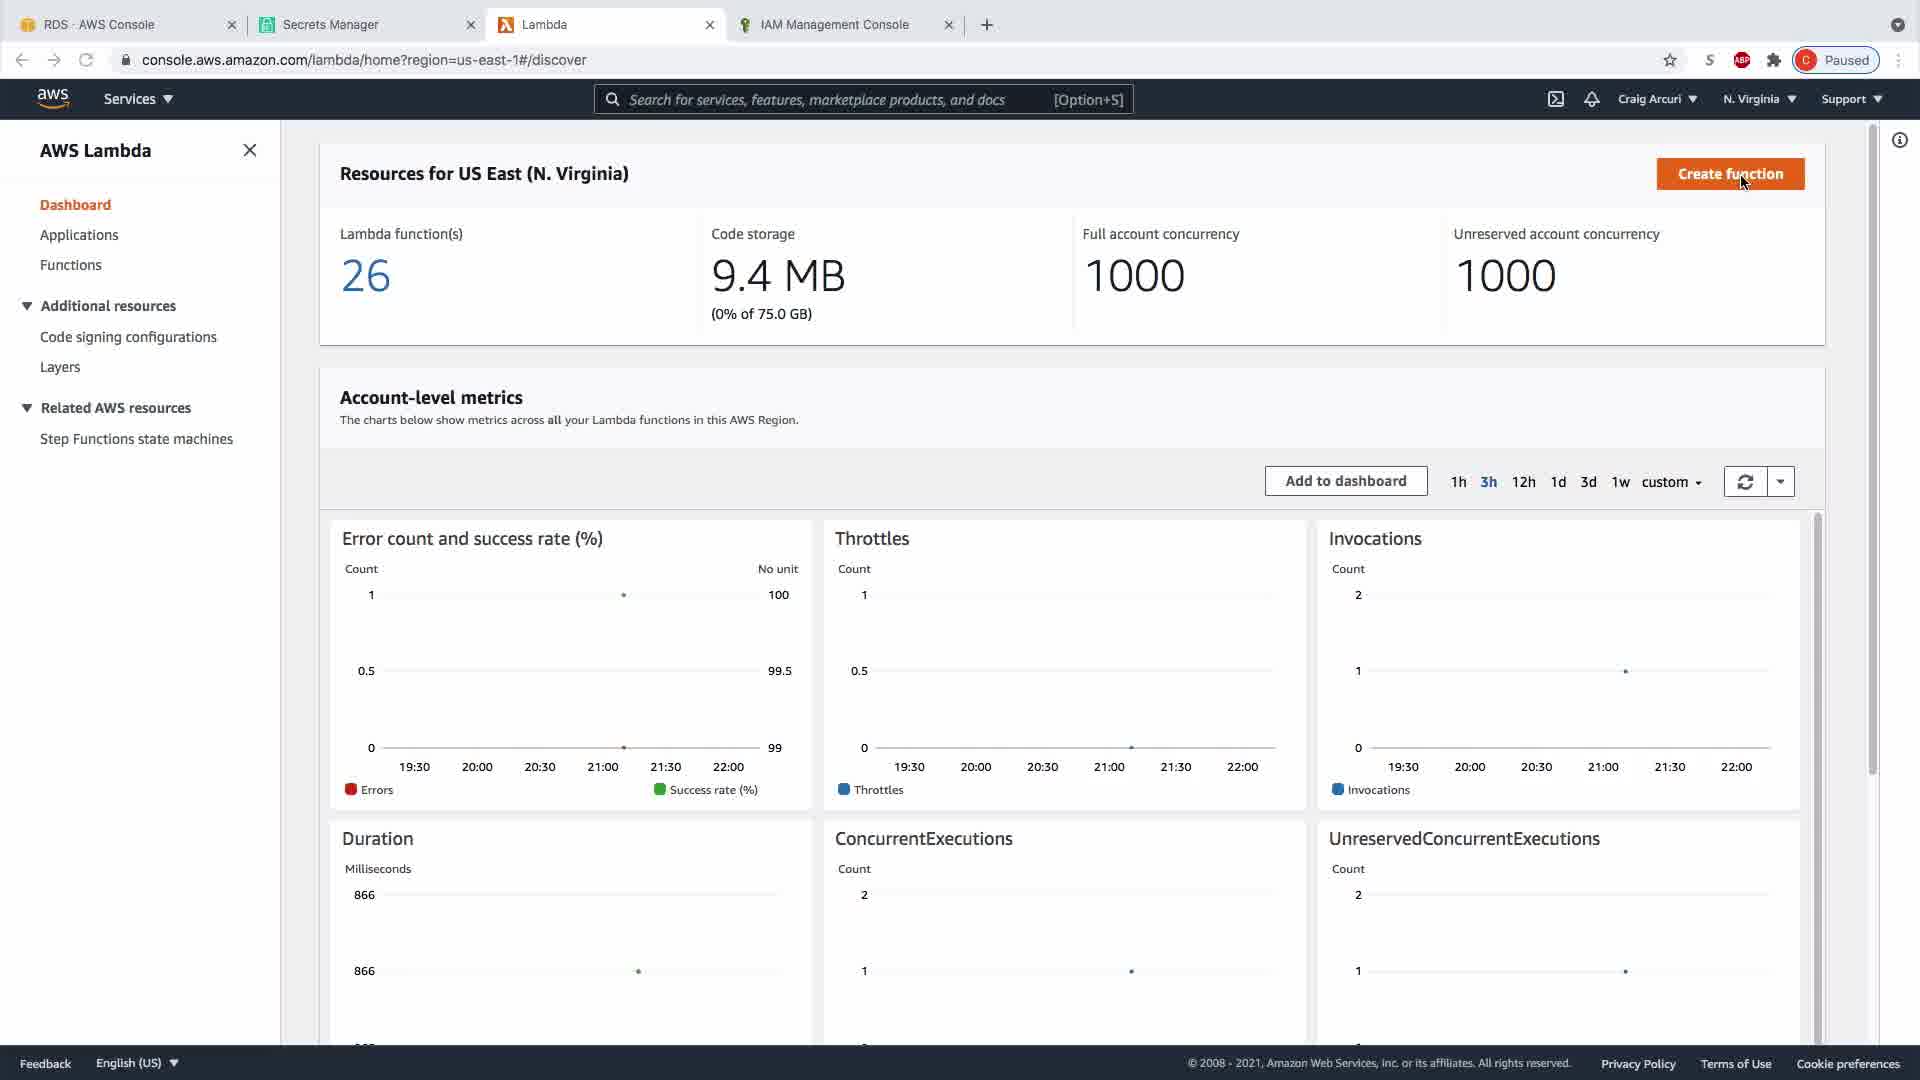 RDS · AWS Console
Secrets Manager
Lambda
IAM Management Console
console.aws.amazon.com/lambda/home?region=us-east-1#/discover
S
ABP
C
Paused
aws
Services
Search for services, features, marketplace products, and docs [Option+S]
Craig Arcuri
N. Virginia
Support
AWS Lambda
Dashboard
Applications
Functions
Additional resources
Code signing configurations
Layers
Related AWS resources
Step Functions state machines
Resources for US East (N. Virginia)
Create function
Lambda function(s)
26
Code storage
9.4 MB
(0% of 75.0 GB)
Full account concurrency
1000
Unreserved account concurrency
1000
Account-level metrics
The charts below show metrics across all your Lambda functions in this AWS Region.
Add to dashboard
1h 3h 12h 1d 3d 1w custom
Error count and success rate (%)
Count No unit
1 100
0.5 99.5
0 99
19:30 20:00 20:30 21:00 21:30 22:00
Errors Success rate (%)
Throttles
Count
1
0.5
0
19:30 20:00 20:30 21:00 21:30 22:00
Throttles
Invocations
Count
2
1
0
19:30 20:00 20:30 21:00 21:30 22:00
Invocations
Duration
Milliseconds
866
866
ConcurrentExecutions
Count
2
1
UnreservedConcurrentExecutions
Count
2
1
Feedback
English (US)
© 2008 - 2021, Amazon Web Services, Inc. or its affiliates. All rights reserved.
Privacy Policy
Terms of Use
Cookie preferences